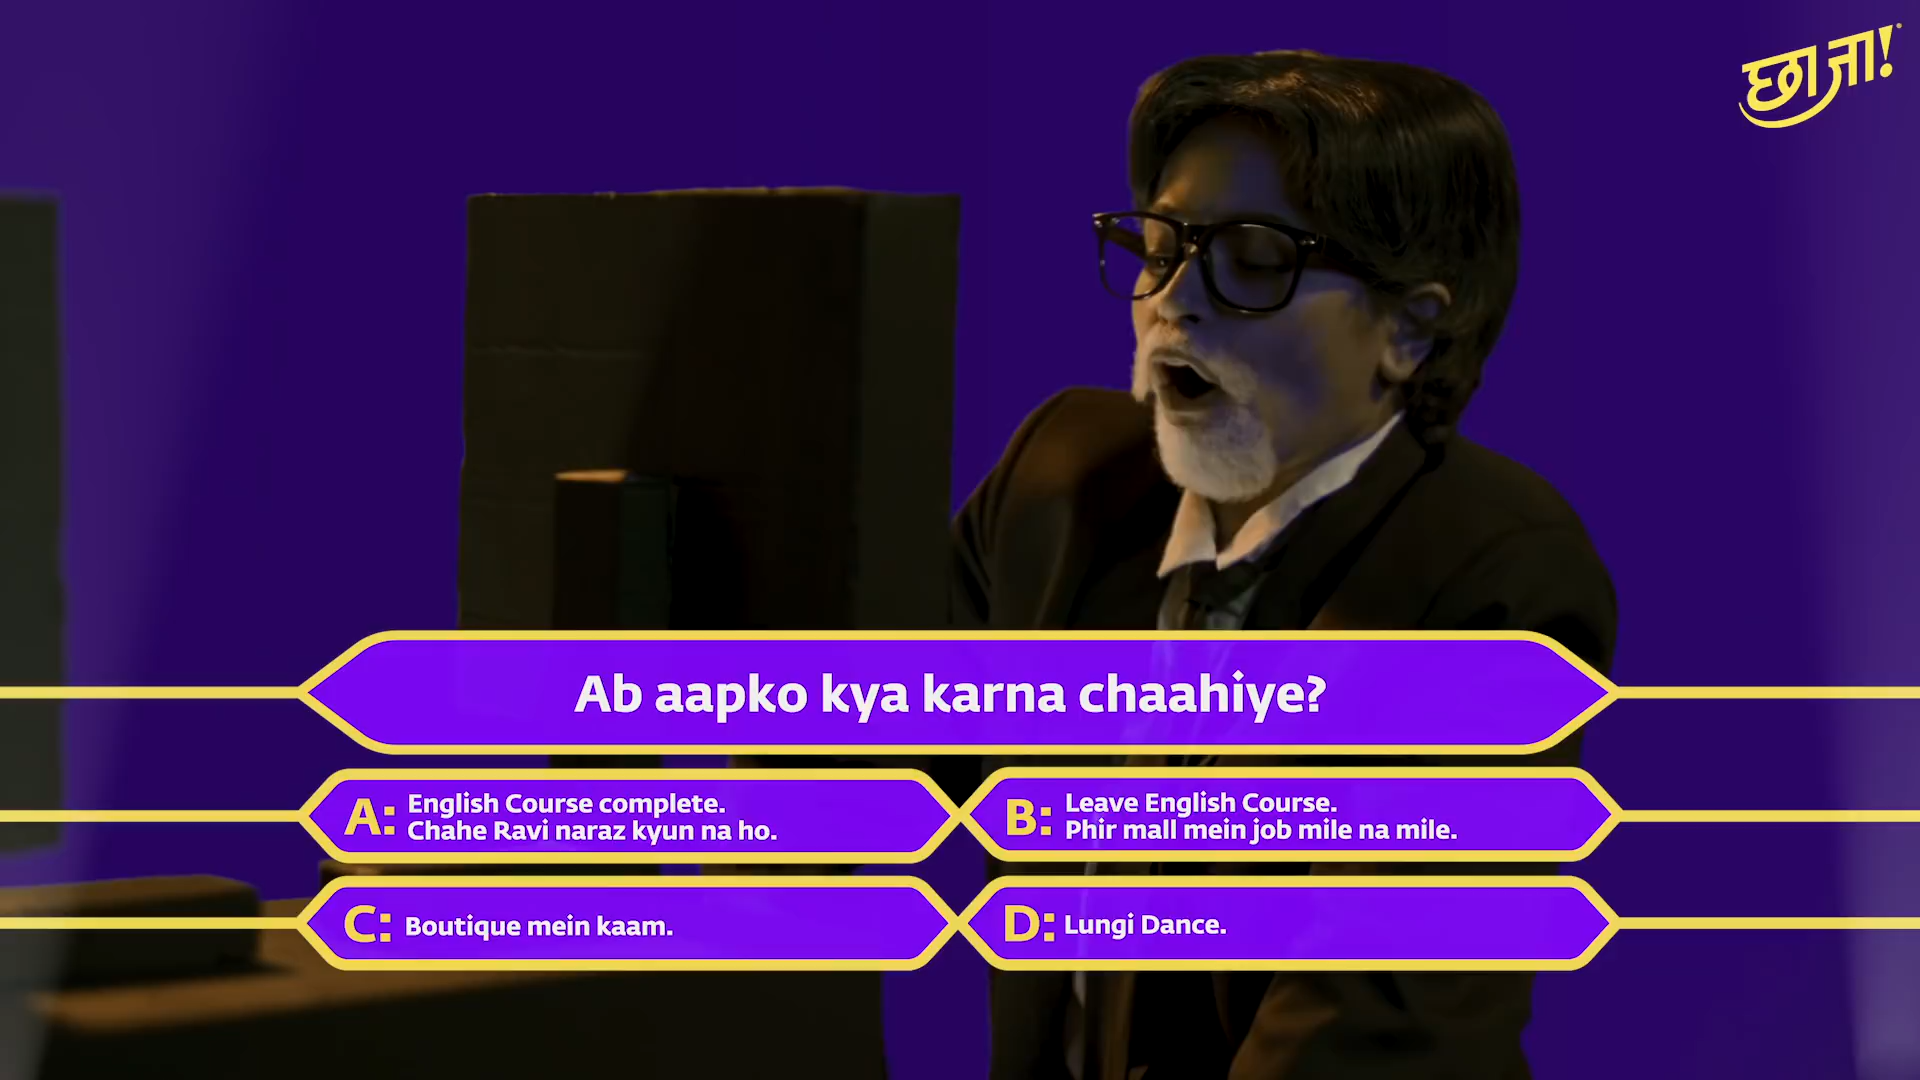 छा जा!
Ab aapko kya karna chaahiye?
A: English Course complete.
Chahe Ravi naraz kyun na ho.
B: Leave English Course.
Phir mall mein job mile na mile.
C: Boutique mein kaam.
D: Lungi Dance.